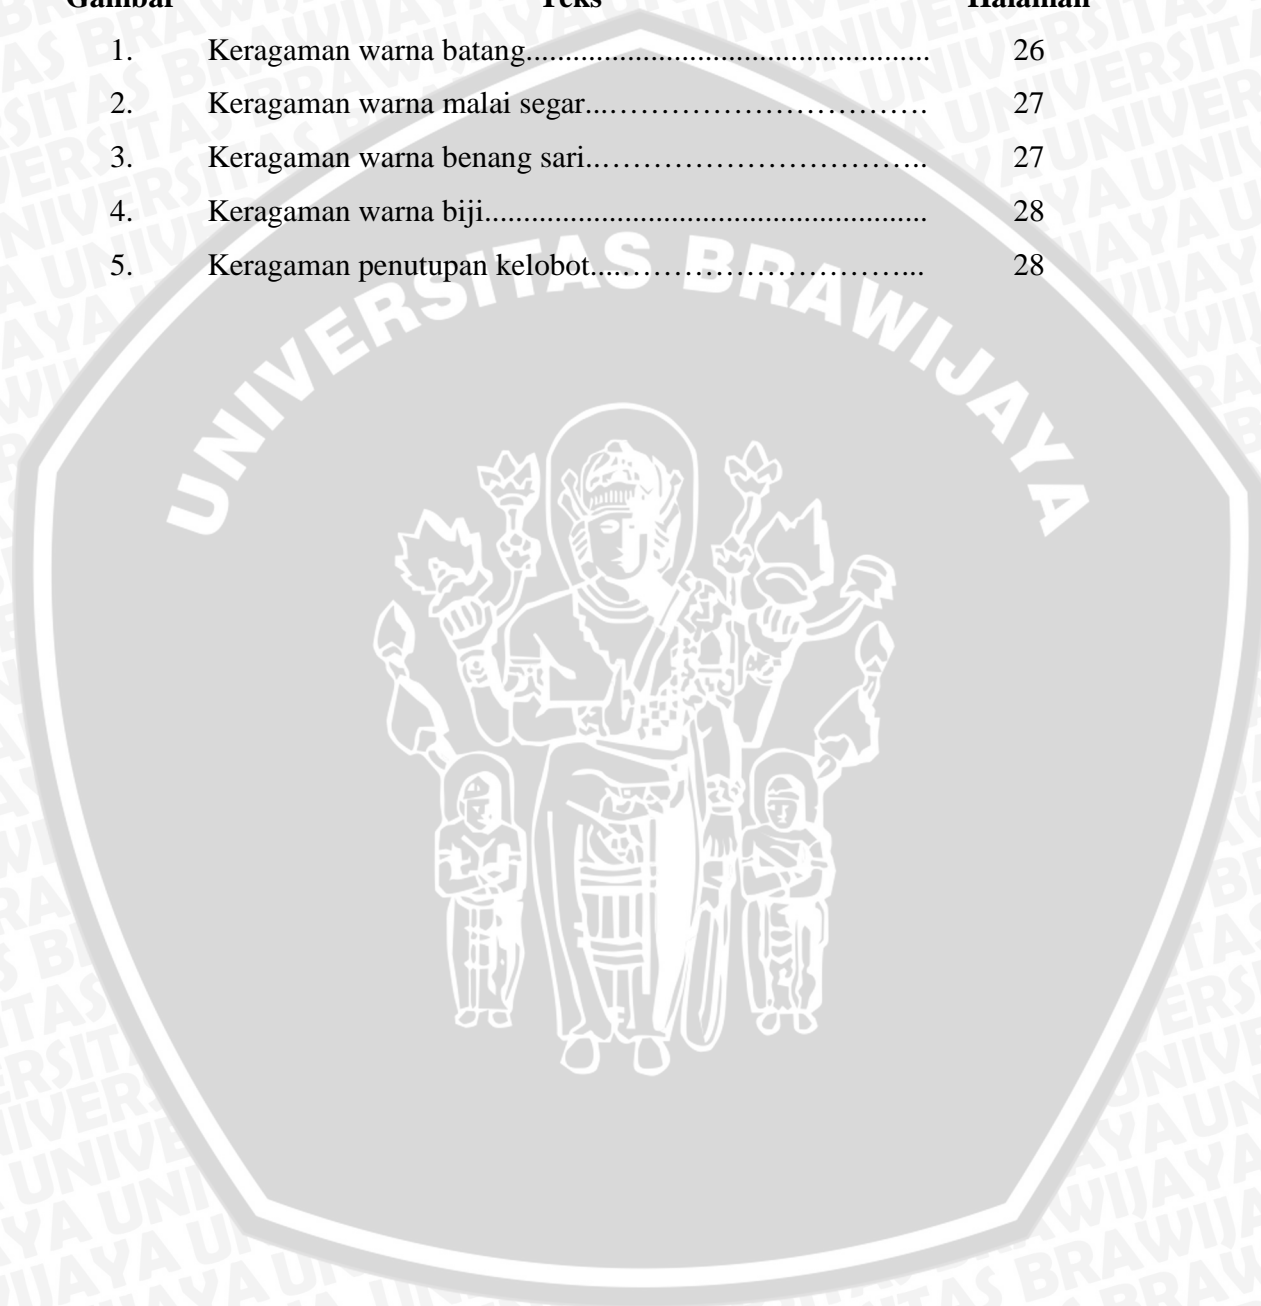 Gambar Teks Halaman
1. Keragaman warna batang.................................................... 26
2. Keragaman warna malai segar...…………………………. 27
3. Keragaman warna benang sari...………………………….. 27
4. Keragaman warna biji......................................................... 28
5. Keragaman penutupan kelobot....………………………... 28
UNIVERSITAS BRAWIJAYA